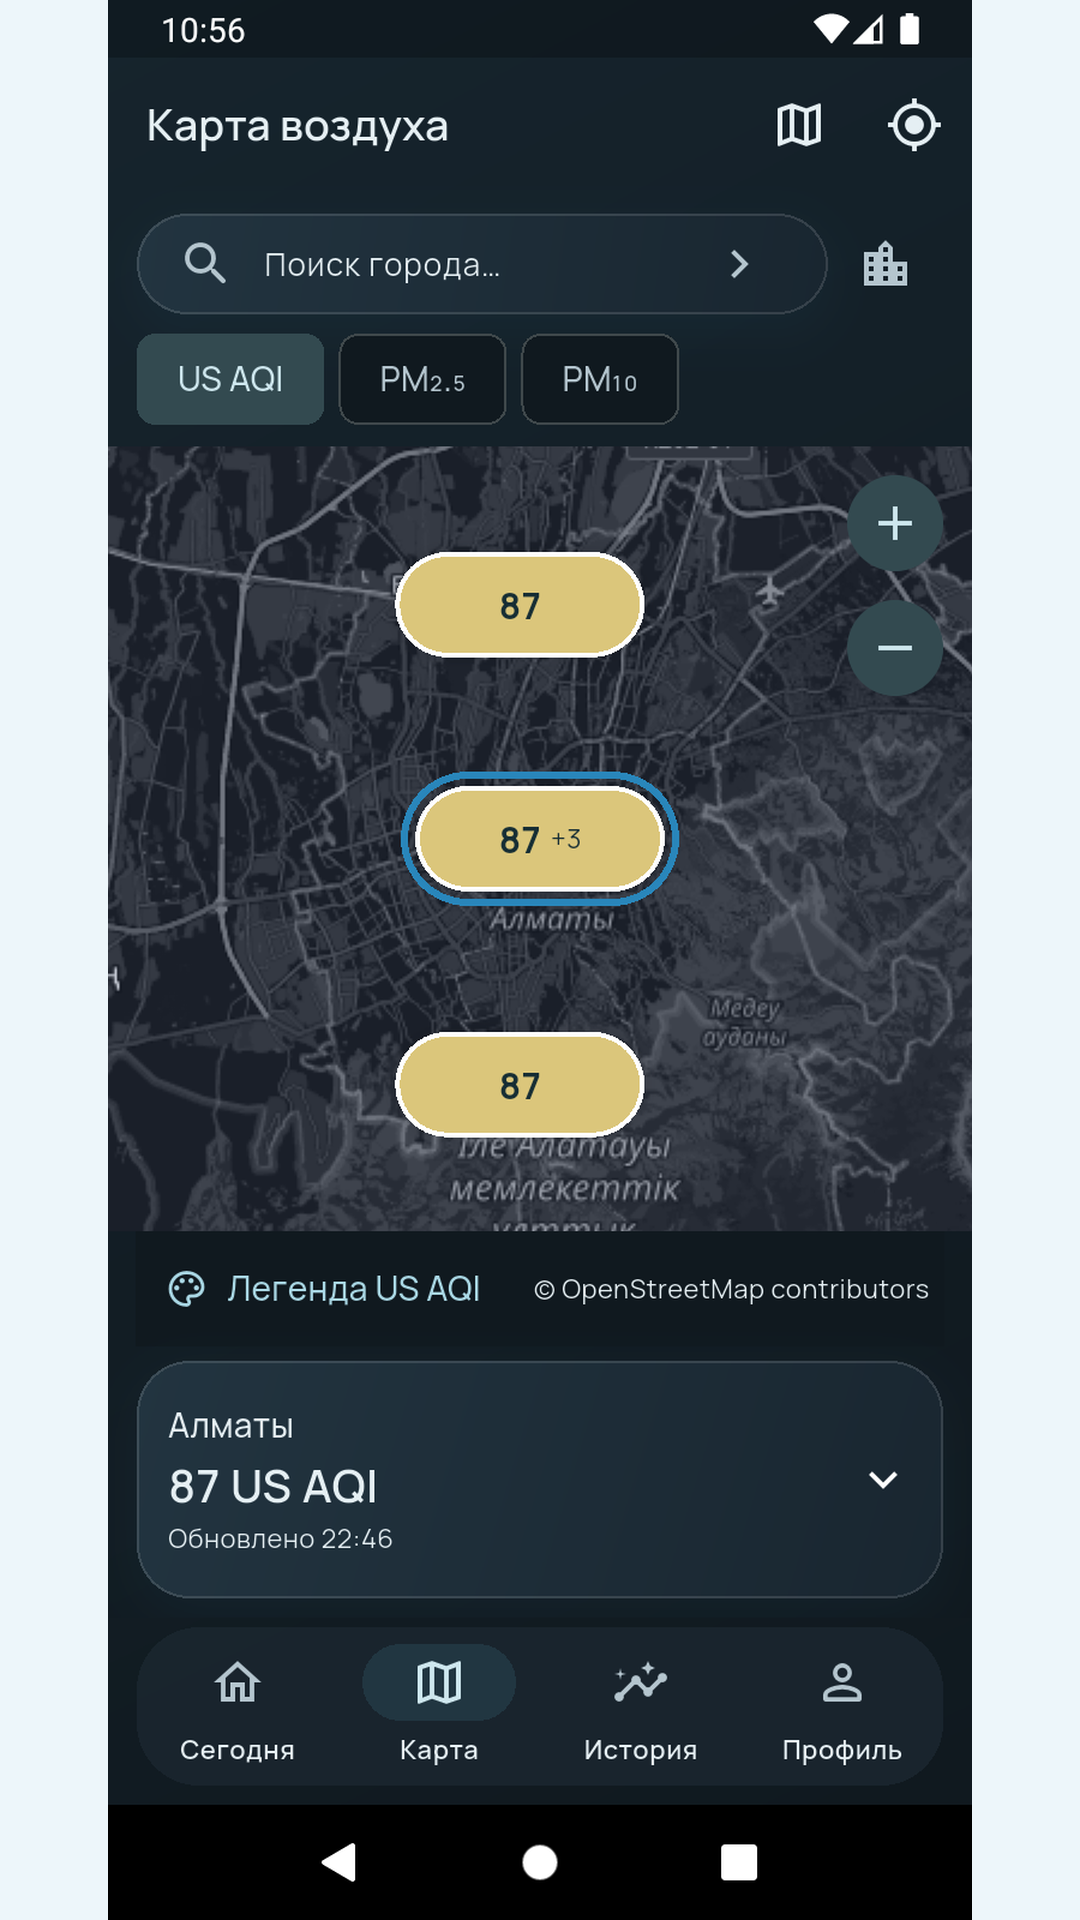 10:56
Карта воздуха
Поиск города…
US AQI
PM₂.₅
PM₁₀
87
87 +3
Алматы
Медеу
ауданы
87
Іле Алатауы
мемлекеттік
ұлттық
Легенда US AQI
© OpenStreetMap contributors
Алматы
87 US AQI
Обновлено 22:46
Сегодня
Карта
История
Профиль